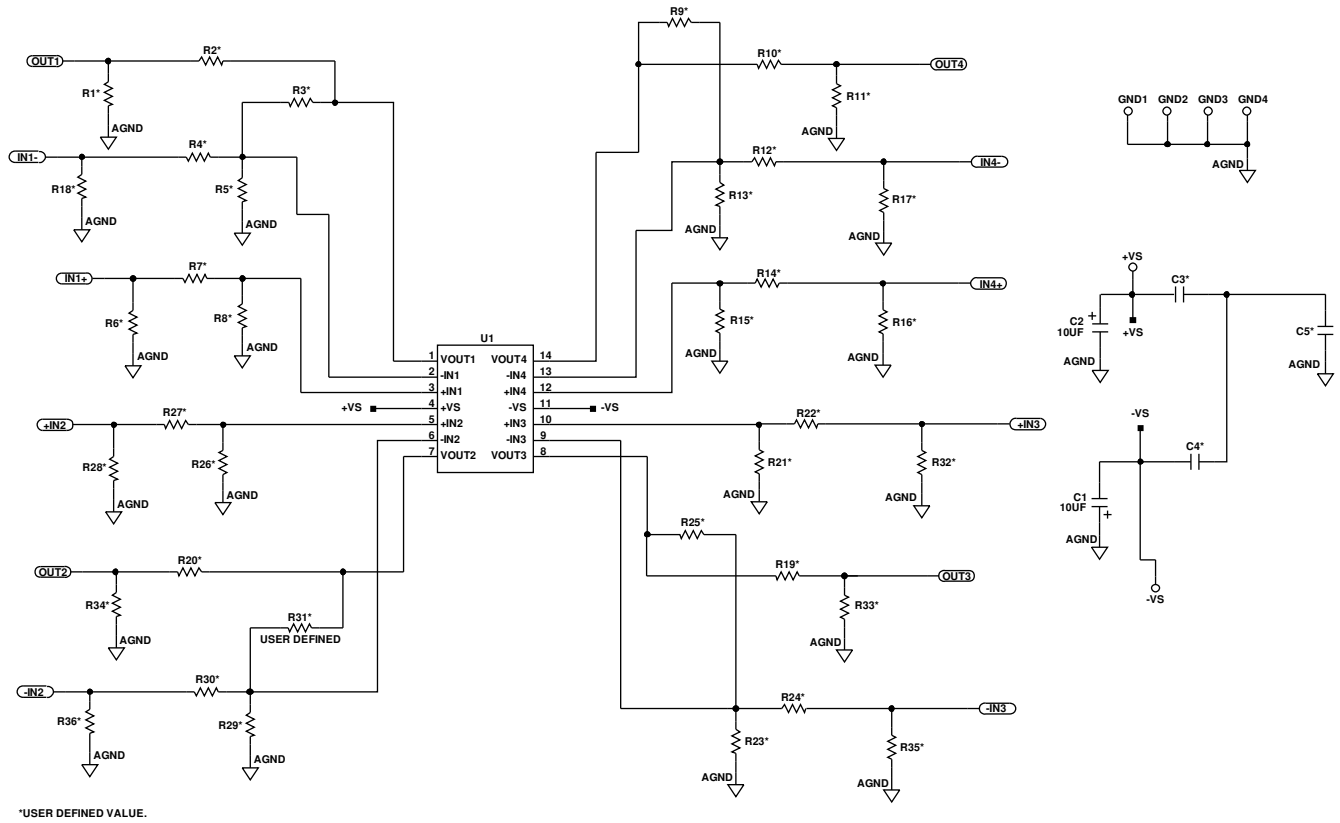 R9*
R2*
R10*
OUT1
OUT4
R1*
R3*
R11*
GND1 GND2 GND3 GND4
AGND
AGND
R4*
R12*
IN1-
IN4-
AGND
R18*
R5*
R13*
R17*
AGND
AGND
AGND
AGND
+VS
R7*
R14*
C3*
IN1+
IN4+
R6*
R8*
R15*
R16*
C2
10UF
+
+VS
C5*
AGND
AGND
AGND
AGND
AGND
AGND
U1
1 VOUT1 VOUT4 14
2 -IN1 -IN4 13
3 +IN1 +IN4 12
+VS 4 +VS -VS 11 -VS
5 +IN2 +IN3 10
6 -IN2 -IN3 9
7 VOUT2 VOUT3 8
R27*
R22*
-VS
+IN2
+IN3
R28*
R26*
R21*
R32*
C4*
AGND
AGND
AGND
AGND
C1
10UF
+
AGND
R25*
R20*
R19*
OUT2
OUT3
R34*
R31*
USER DEFINED
R33*
-VS
AGND
AGND
R30*
R24*
-IN2
-IN3
R36*
R29*
R23*
R35*
AGND
AGND
AGND
AGND
*USER DEFINED VALUE.